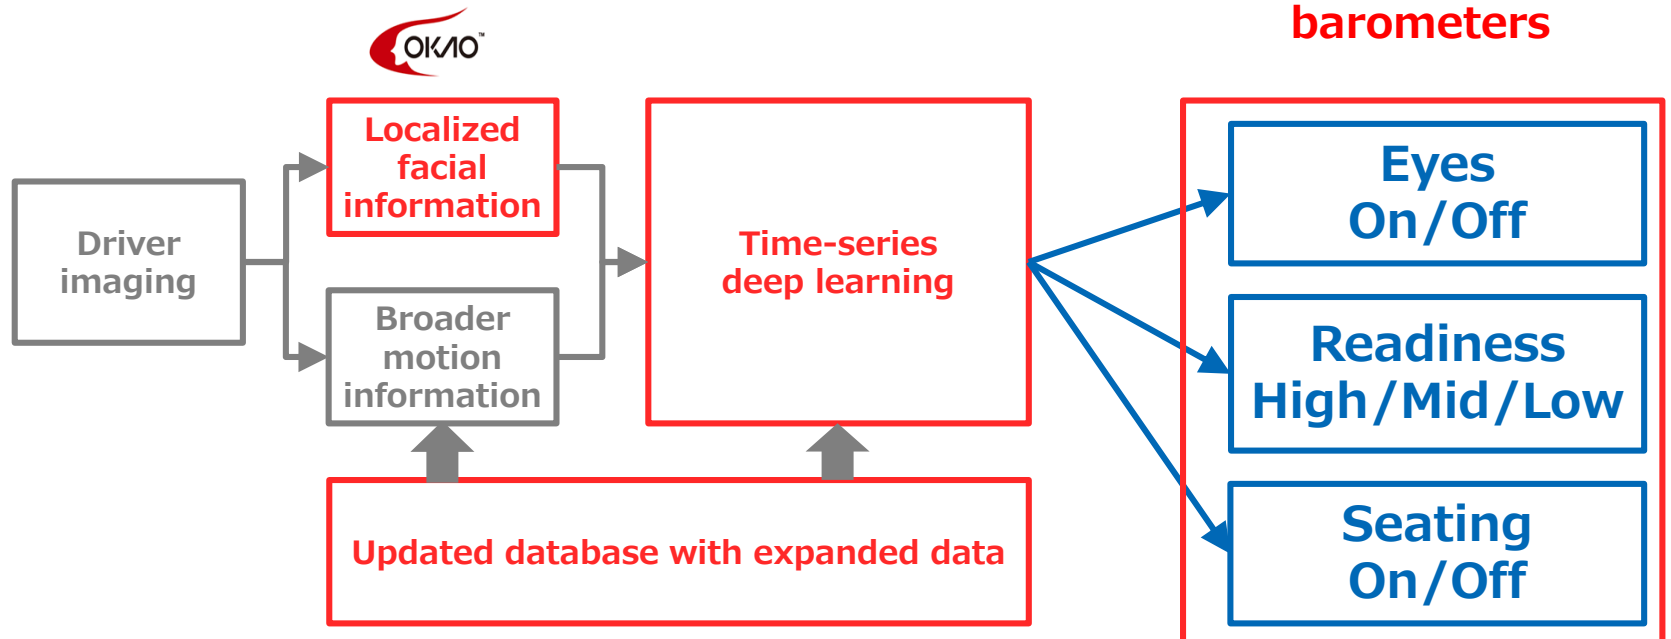 barometers
OKAO™
Localized
facial
information
Driver
imaging
Broader
motion
information
Time-series
deep learning
Updated database with expanded data
Eyes
On/Off
Readiness
High/Mid/Low
Seating
On/Off